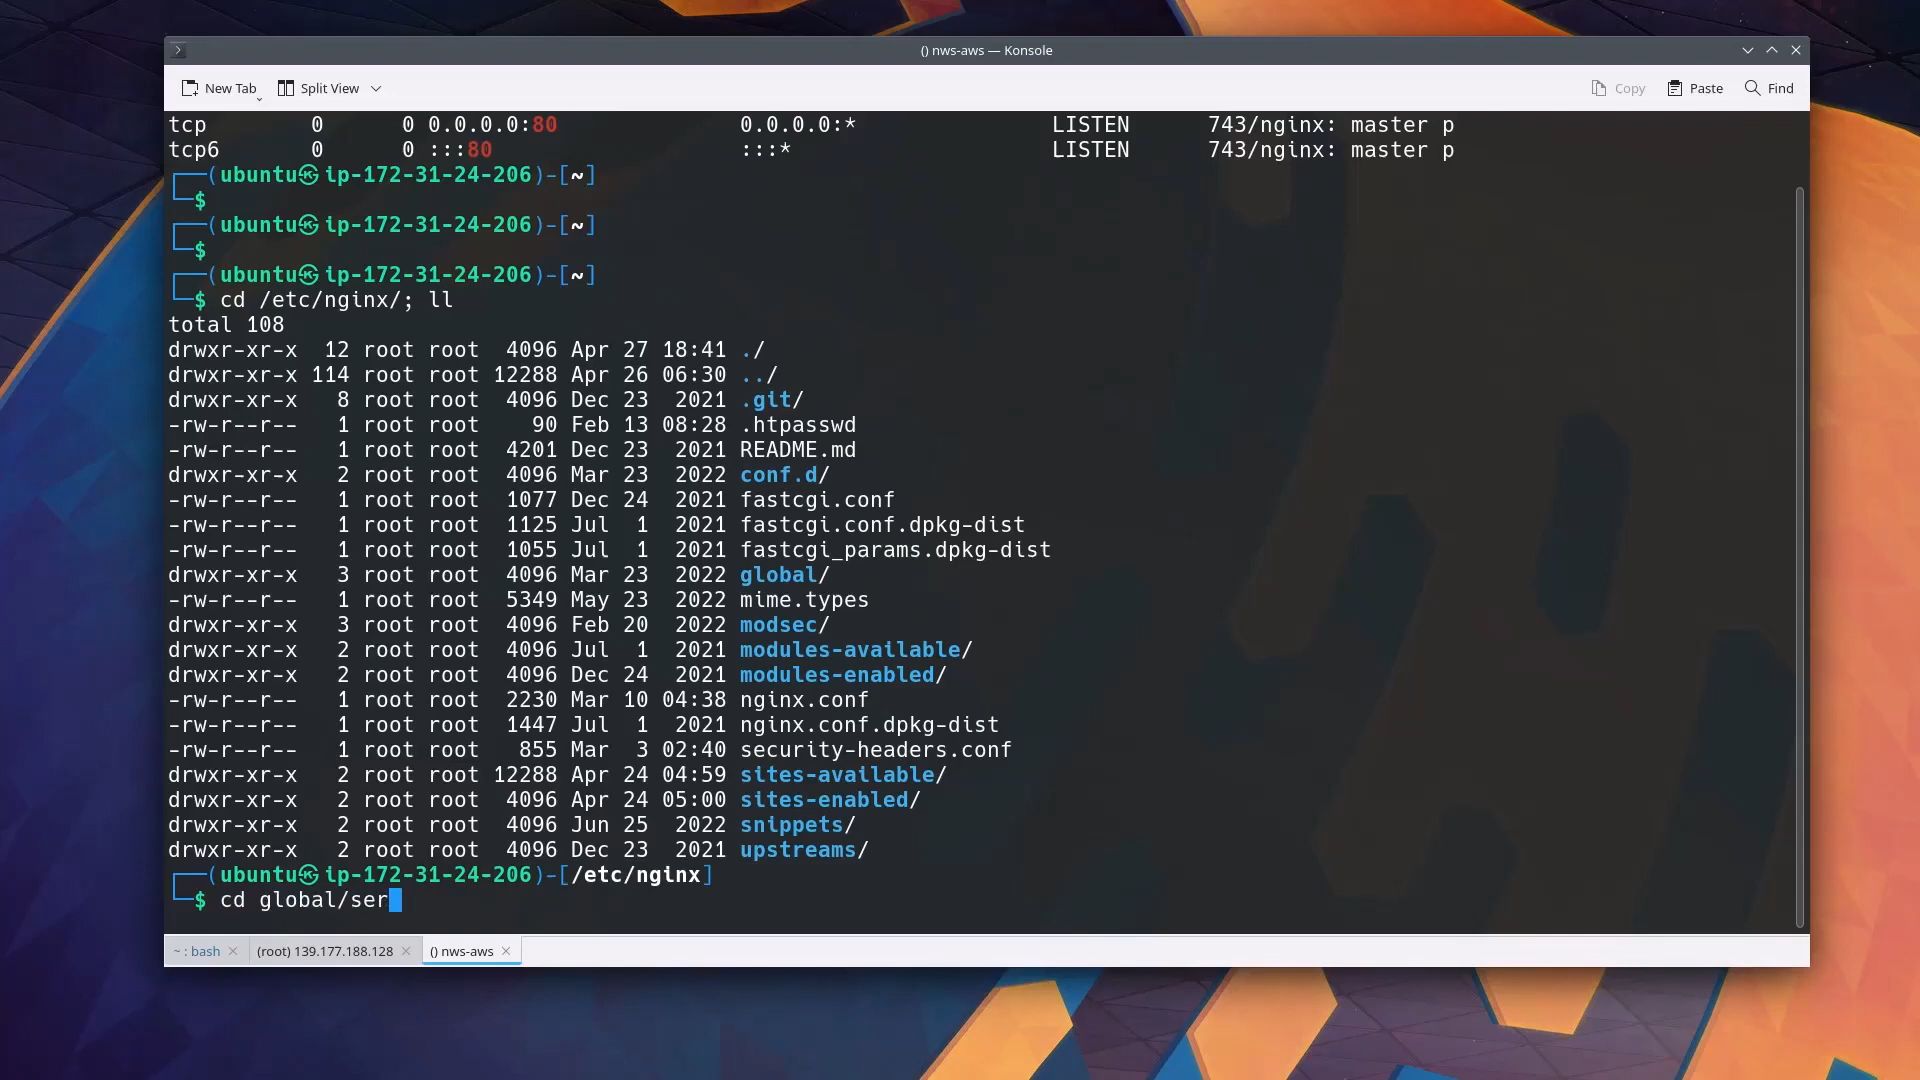 () nws-aws — Konsole
New Tab Split View Copy Paste Find
tcp        0      0 0.0.0.0:80              0.0.0.0:*               LISTEN      743/nginx: master p
tcp6       0      0 :::80                   :::*                    LISTEN      743/nginx: master p
┌──(ubuntu㉿ip-172-31-24-206)-[~]
└─$
┌──(ubuntu㉿ip-172-31-24-206)-[~]
└─$
┌──(ubuntu㉿ip-172-31-24-206)-[~]
└─$ cd /etc/nginx/; ll
total 108
drwxr-xr-x  12 root root  4096 Apr 27 18:41 ./
drwxr-xr-x 114 root root 12288 Apr 26 06:30 ../
drwxr-xr-x   8 root root  4096 Dec 23  2021 .git/
-rw-r--r--   1 root root    90 Feb 13 08:28 .htpasswd
-rw-r--r--   1 root root  4201 Dec 23  2021 README.md
drwxr-xr-x   2 root root  4096 Mar 23  2022 conf.d/
-rw-r--r--   1 root root  1077 Dec 24  2021 fastcgi.conf
-rw-r--r--   1 root root  1125 Jul  1  2021 fastcgi.conf.dpkg-dist
-rw-r--r--   1 root root  1055 Jul  1  2021 fastcgi_params.dpkg-dist
drwxr-xr-x   3 root root  4096 Mar 23  2022 global/
-rw-r--r--   1 root root  5349 May 23  2022 mime.types
drwxr-xr-x   3 root root  4096 Feb 20  2022 modsec/
drwxr-xr-x   2 root root  4096 Jul  1  2021 modules-available/
drwxr-xr-x   2 root root  4096 Dec 24  2021 modules-enabled/
-rw-r--r--   1 root root  2230 Mar 10 04:38 nginx.conf
-rw-r--r--   1 root root  1447 Jul  1  2021 nginx.conf.dpkg-dist
-rw-r--r--   1 root root   855 Mar  3 02:40 security-headers.conf
drwxr-xr-x   2 root root 12288 Apr 24 04:59 sites-available/
drwxr-xr-x   2 root root  4096 Apr 24 05:00 sites-enabled/
drwxr-xr-x   2 root root  4096 Jun 25  2022 snippets/
drwxr-xr-x   2 root root  4096 Dec 23  2021 upstreams/
┌──(ubuntu㉿ip-172-31-24-206)-[/etc/nginx]
└─$ cd global/ser
~ : bash (root) 139.177.188.128 () nws-aws